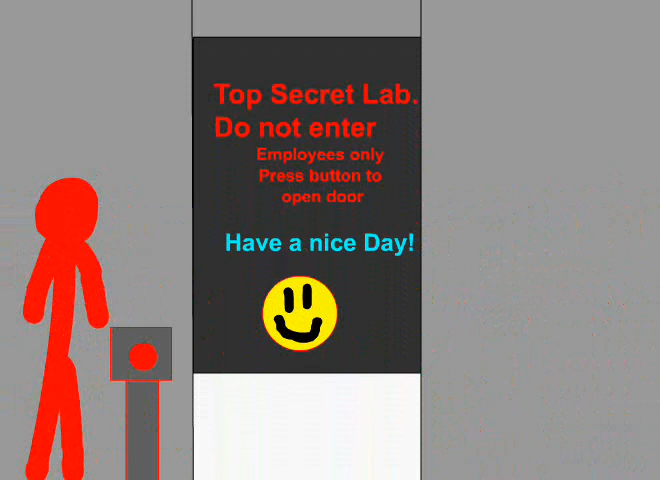 Top Secret Lab.
Do not enter
Employees only
Press button to
open door
Have a nice Day!